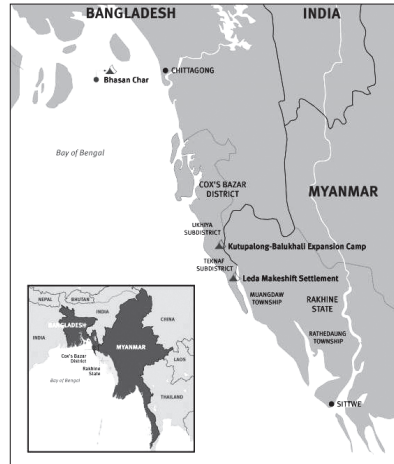 BANGLADESH
INDIA
CHITTAGONG
Bhasan Char
Bay of Bengal
COX'S BAZAR
DISTRICT
MYANMAR
UKHIYA
SUBDISTRICT
Kutupalong-Balukhali Expansion Camp
TEKNAF
SUBDISTRICT
Leda Makeshift Settlement
MUANGDAW
TOWNSHIP
RAKHINE
STATE
RATHEDAUNG
TOWNSHIP
SITTWE
NEPAL
BHUTAN
INDIA
CHINA
BANGLADESH
INDIA
MYANMAR
Cox's Bazar
District
Rakhine
State
LAOS
Bay of Bengal
THAILAND